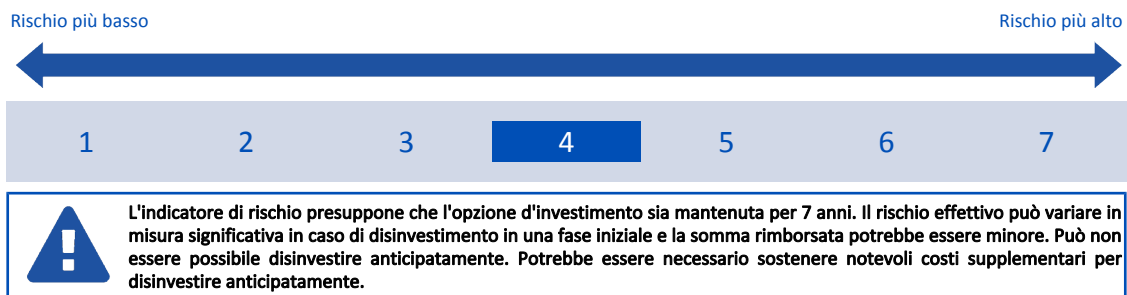 Rischio più basso Rischio più alto
1 2 3 4 5 6 7
L'indicatore di rischio presuppone che l'opzione d'investimento sia mantenuta per 7 anni. Il rischio effettivo può variare in
misura significativa in caso di disinvestimento in una fase iniziale e la somma rimborsata potrebbe essere minore. Può non
essere possibile disinvestire anticipatamente. Potrebbe essere necessario sostenere notevoli costi supplementari per
disinvestire anticipatamente.